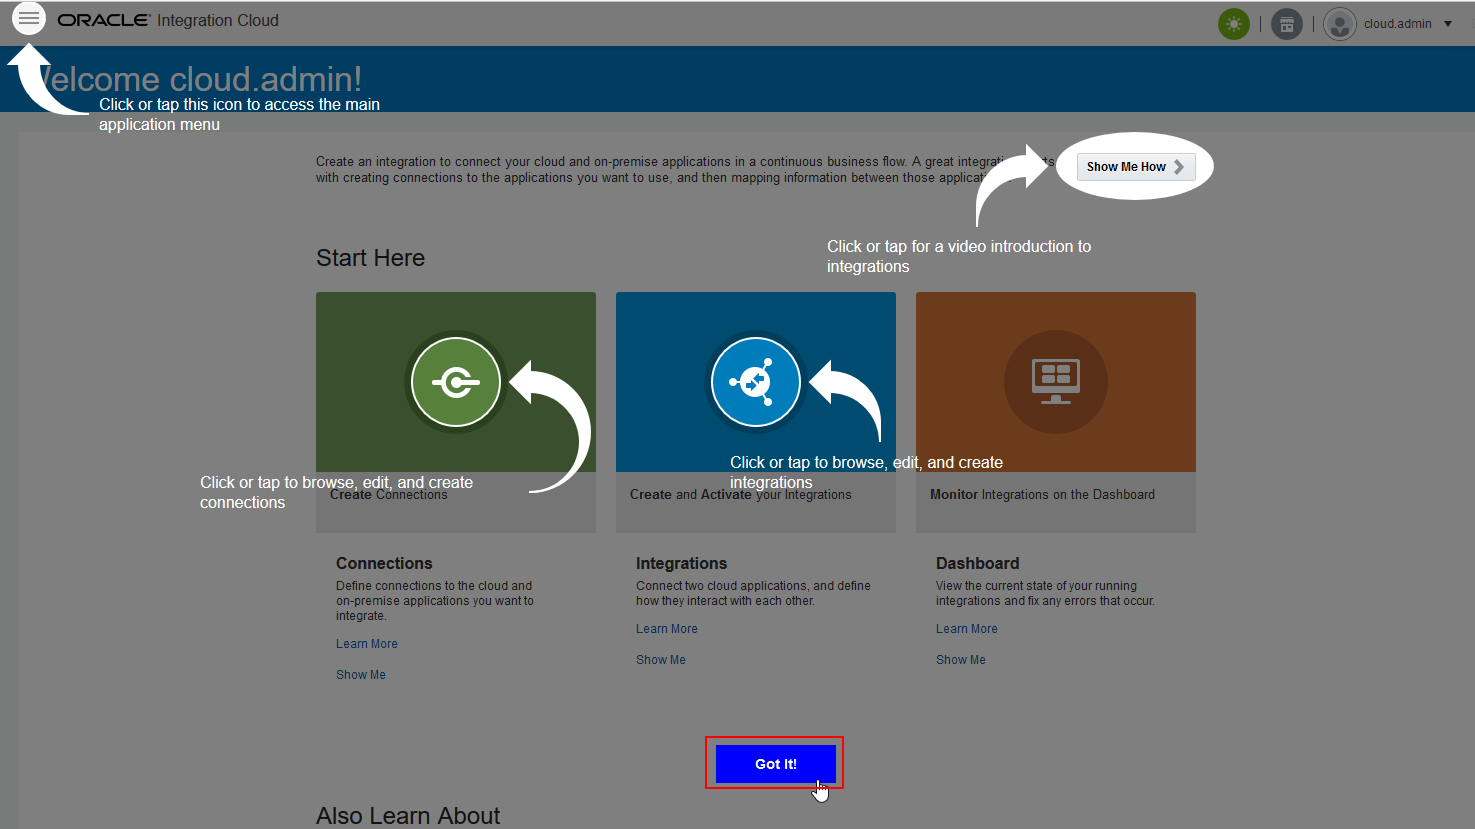 ORACLE Integration Cloud
cloud.admin
Welcome cloud.admin!
Click or tap this icon to access the main
application menu
Create an integration to connect your cloud and on-premise applications in a continuous business flow. A great integration
with creating connections to the applications you want to use, and then mapping information between those
Show Me How
Click or tap for a video introduction to
integrations
Start Here
Click or tap to browse, edit, and create
connections
Create Connections
Click or tap to browse, edit, and create
integrations
Create and Activate your Integrations
Monitor Integrations on the Dashboard
Connections
Define connections to the cloud and
on-premise applications you want to
integrate.
Learn More
Show Me
Integrations
Connect two cloud applications, and define
how they interact with each other.
Learn More
Show Me
Dashboard
View the current state of your running
integrations and fix any errors that occur.
Learn More
Show Me
Got It!
Also Learn About